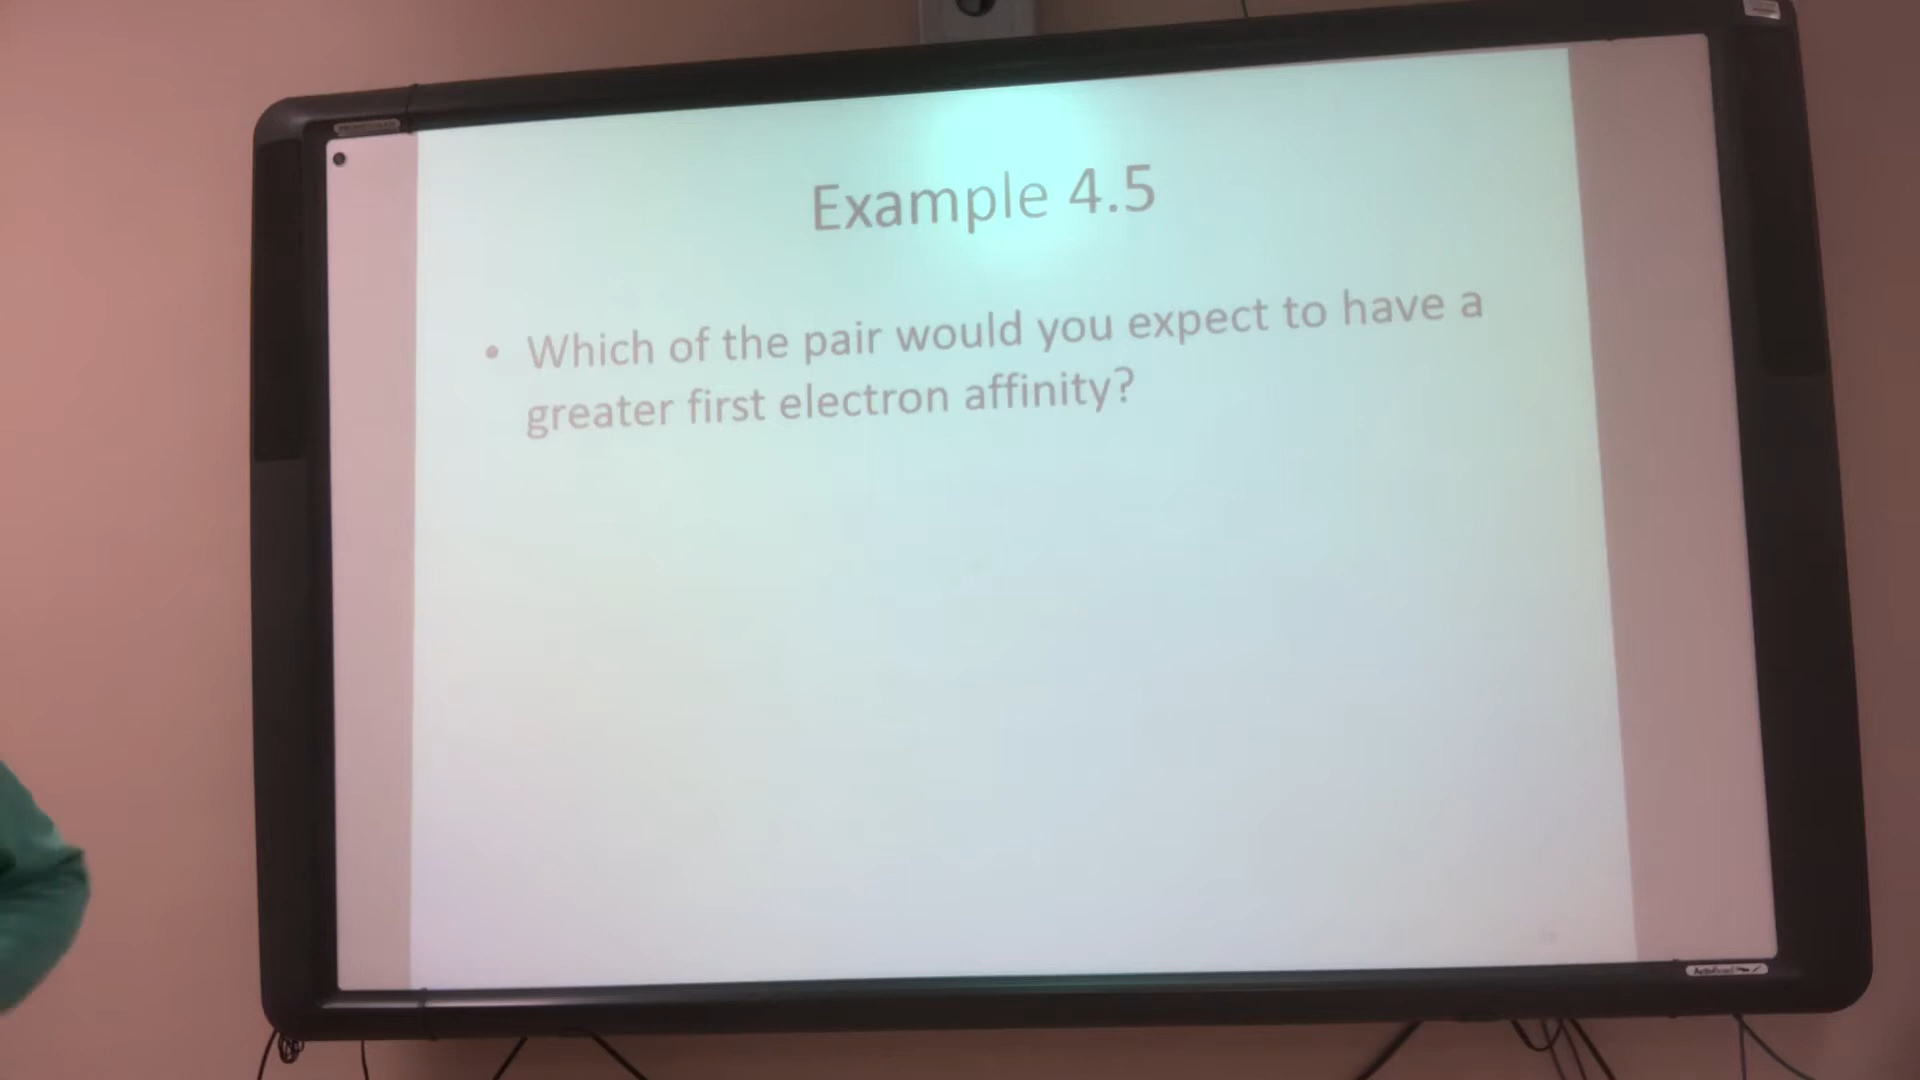 Example 4.5
• Which of the pair would you expect to have a
greater first electron affinity?